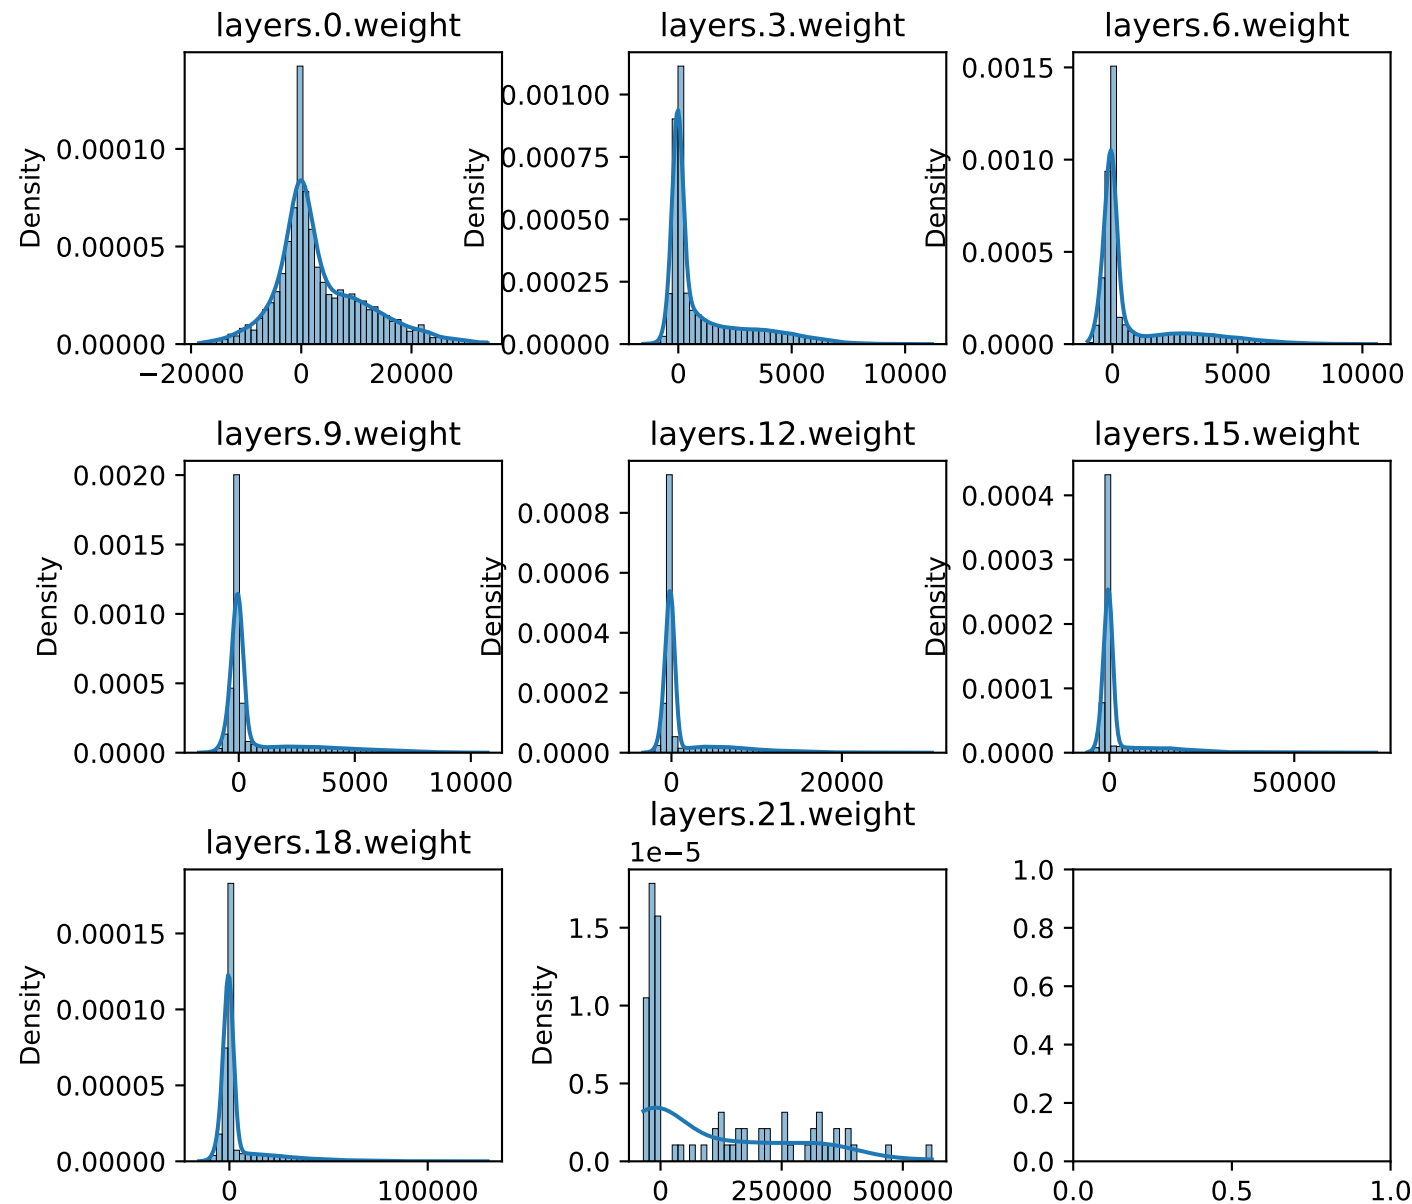 layers.0.weight
Density
0.00010
0.00005
0.00000
−20000 0 20000
layers.3.weight
Density
0.00100
0.00075
0.00050
0.00025
0.00000
0 5000 10000
layers.6.weight
Density
0.0015
0.0010
0.0005
0.0000
0 5000 10000
layers.9.weight
Density
0.0020
0.0015
0.0010
0.0005
0.0000
0 5000 10000
layers.12.weight
Density
0.0008
0.0006
0.0004
0.0002
0.0000
0 20000
layers.15.weight
Density
0.0004
0.0003
0.0002
0.0001
0.0000
0 50000
layers.18.weight
Density
0.00015
0.00010
0.00005
0.00000
0 100000
layers.21.weight
1e−5
Density
1.5
1.0
0.5
0.0
0 250000 500000
1.0
0.8
0.6
0.4
0.2
0.0
0.0 0.5 1.0